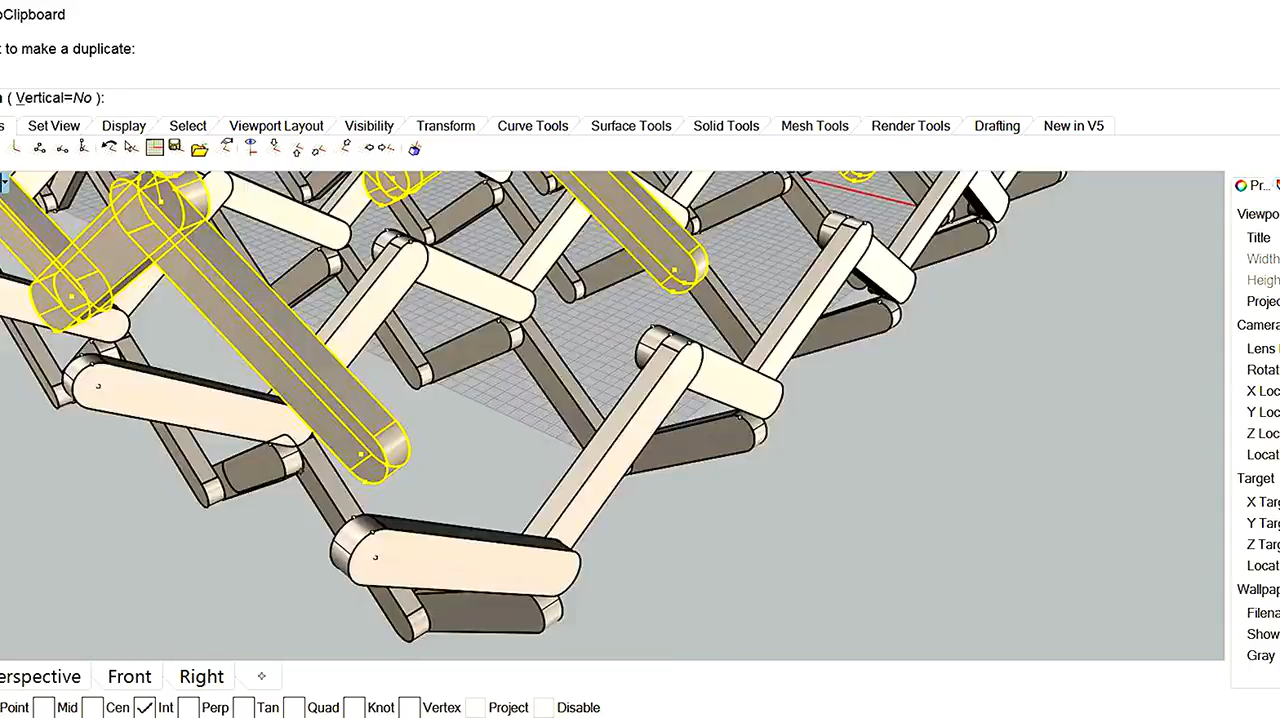 oClipboard
t to make a duplicate:
n ( Vertical=No ):
s Set View Display Select Viewport Layout Visibility Transform Curve Tools Surface Tools Solid Tools Mesh Tools Render Tools Drafting New in V5
Pr...
Viewpo
Title
Width
Heigh
Projec
Camera
Lens
Rotat
X Loc
Y Loc
Z Loc
Locat
Target
X Targ
Y Targ
Z Targ
Locat
Wallpap
Filena
Show
Gray
erspective Front Right
Point Mid Cen Int Perp Tan Quad Knot Vertex Project Disable